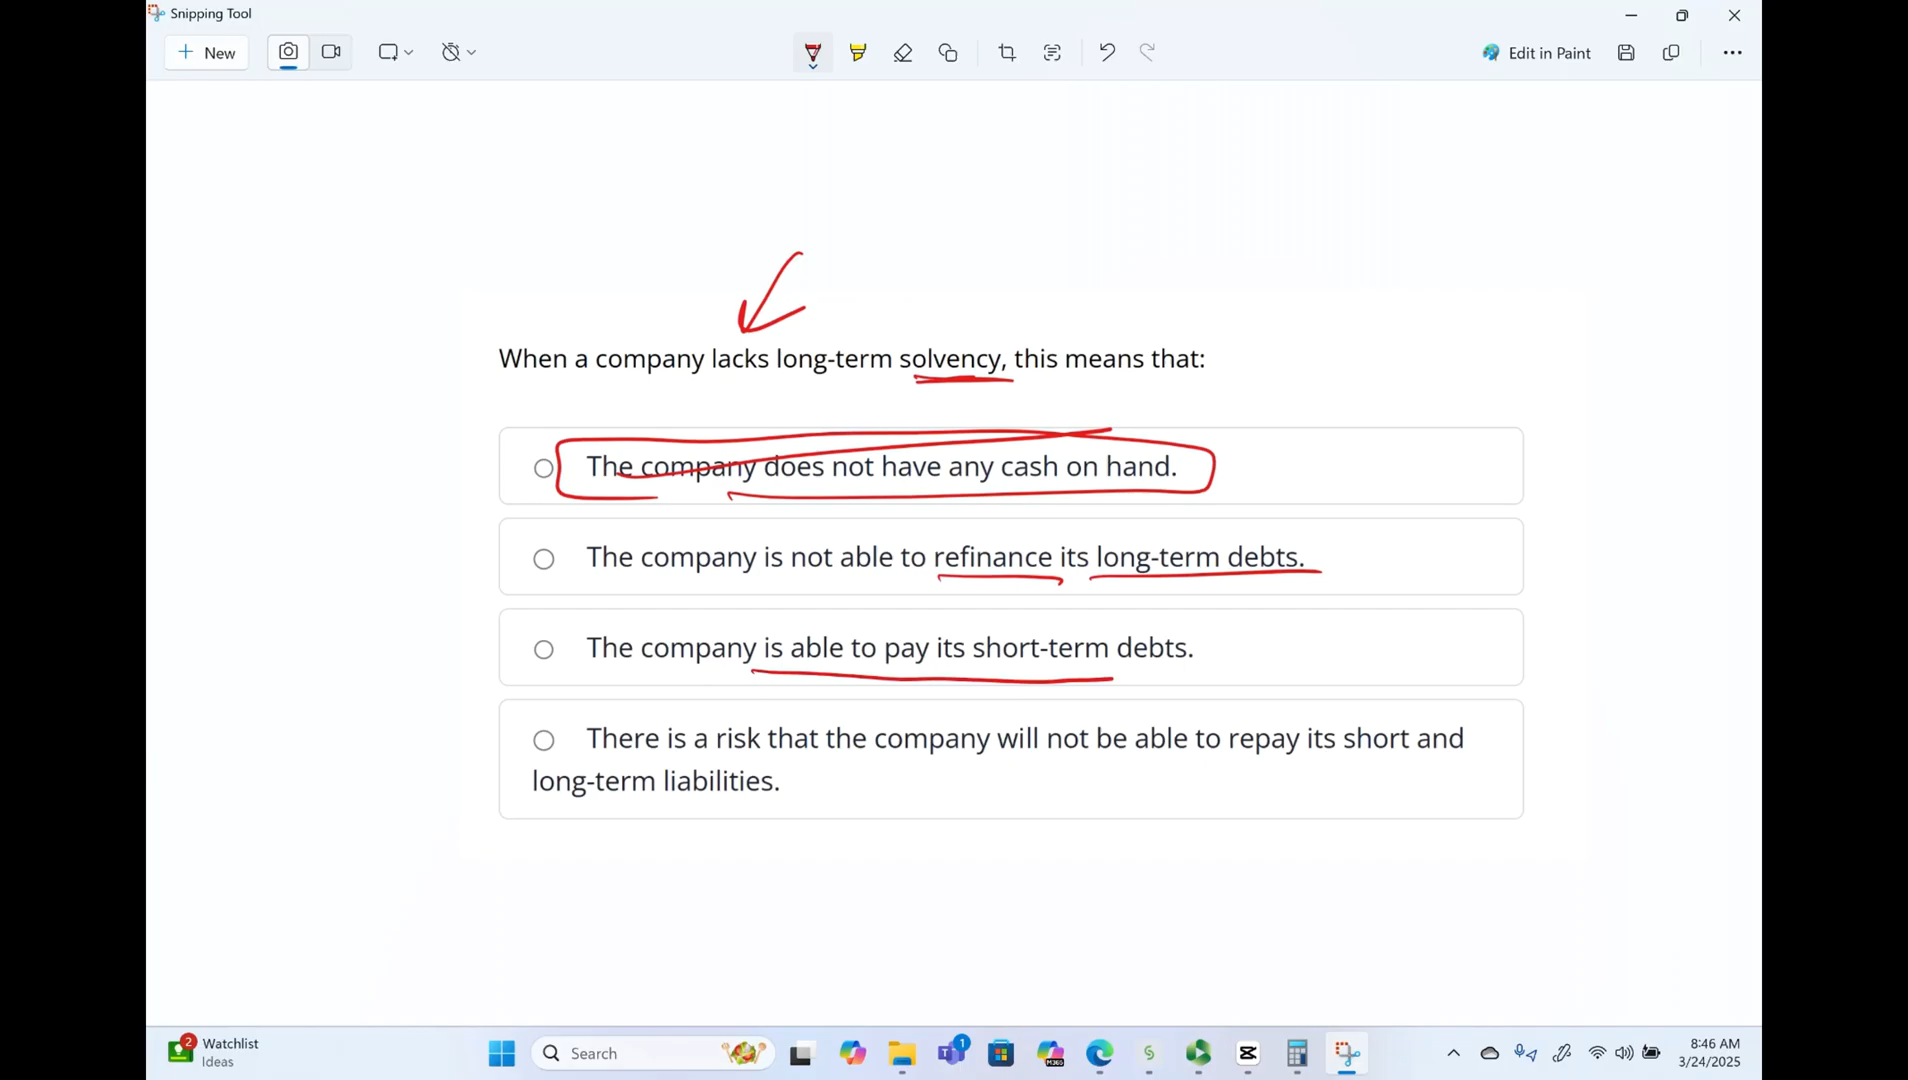 Snipping Tool
New
Edit in Paint
When a company lacks long-term solvency, this means that:
The company does not have any cash on hand.
The company is not able to refinance its long-term debts.
The company is able to pay its short-term debts.
There is a risk that the company will not be able to repay its short and
long-term liabilities.
2
Watchlist
Ideas
Search
1
M365
8:46 AM
3/24/2025